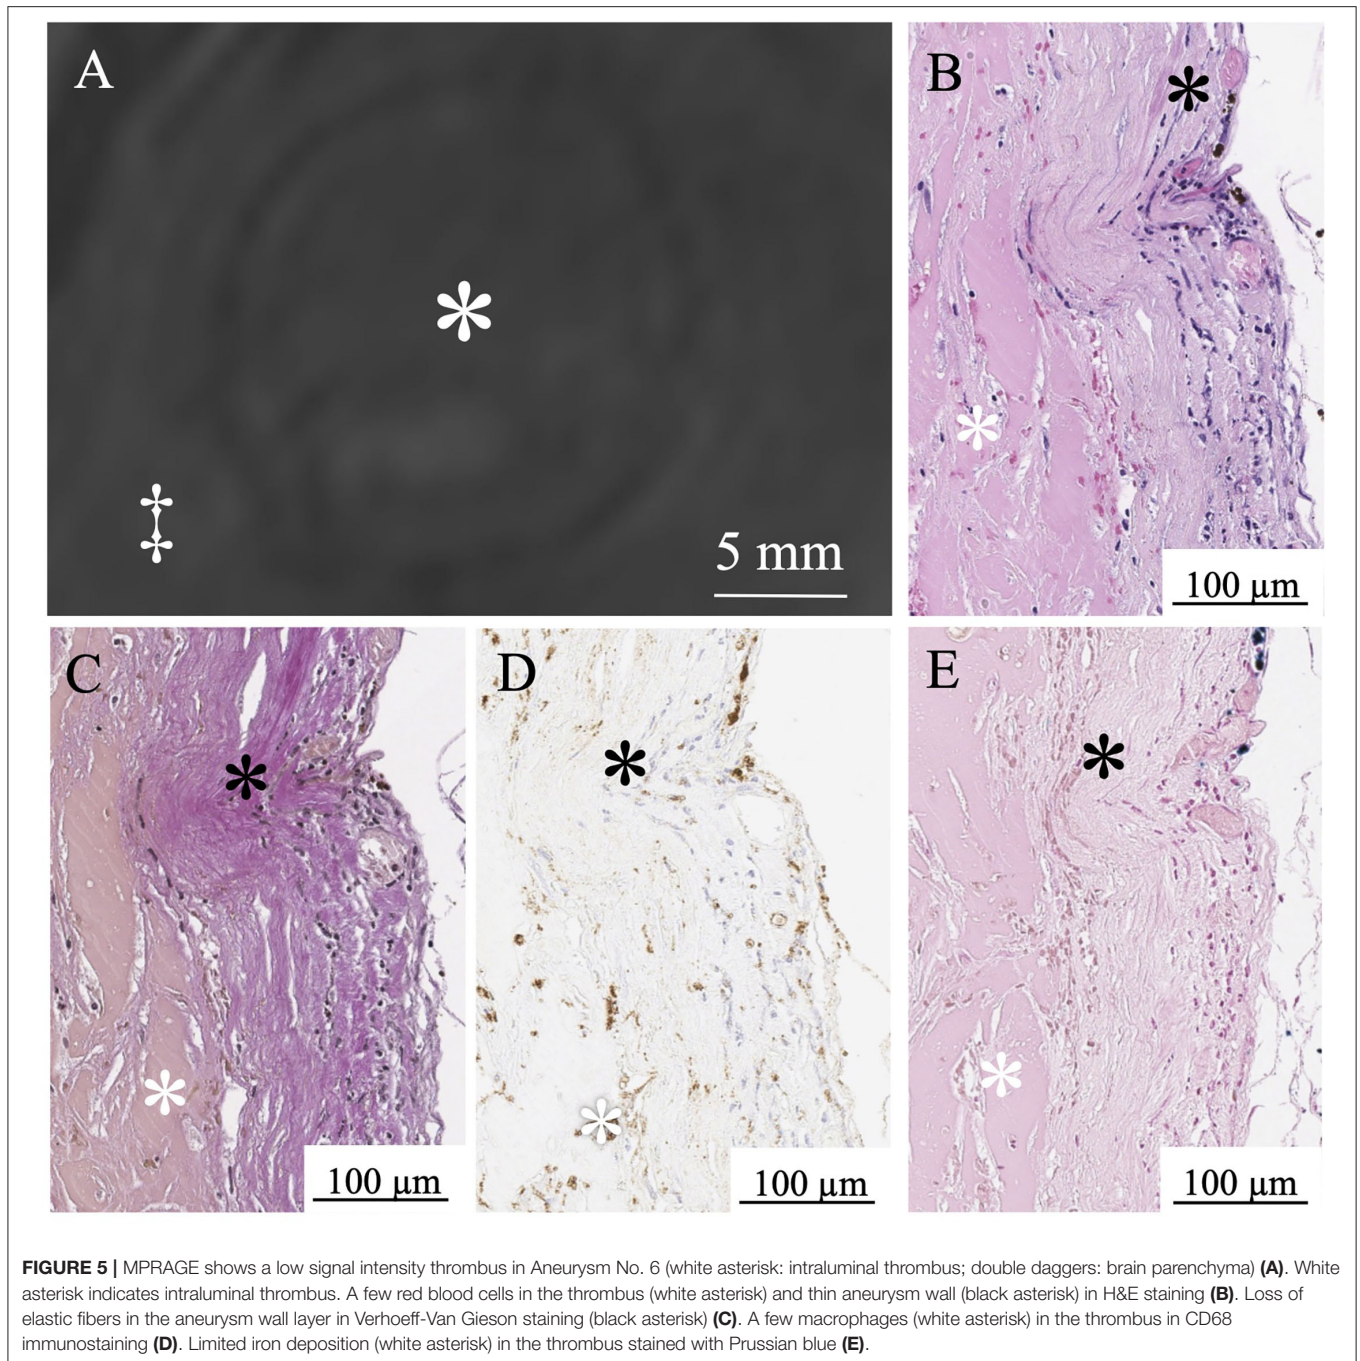 A
5 mm
B
100 µm
C
100 µm
D
100 µm
E
100 µm
FIGURE 5 | MPRAGE shows a low signal intensity thrombus in Aneurysm No. 6 (white asterisk: intraluminal thrombus; double daggers: brain parenchyma) (A). White
asterisk indicates intraluminal thrombus. A few red blood cells in the thrombus (white asterisk) and thin aneurysm wall (black asterisk) in H&E staining (B). Loss of
elastic fibers in the aneurysm wall layer in Verhoeff-Van Gieson staining (black asterisk) (C). A few macrophages (white asterisk) in the thrombus in CD68
immunostaining (D). Limited iron deposition (white asterisk) in the thrombus stained with Prussian blue (E).